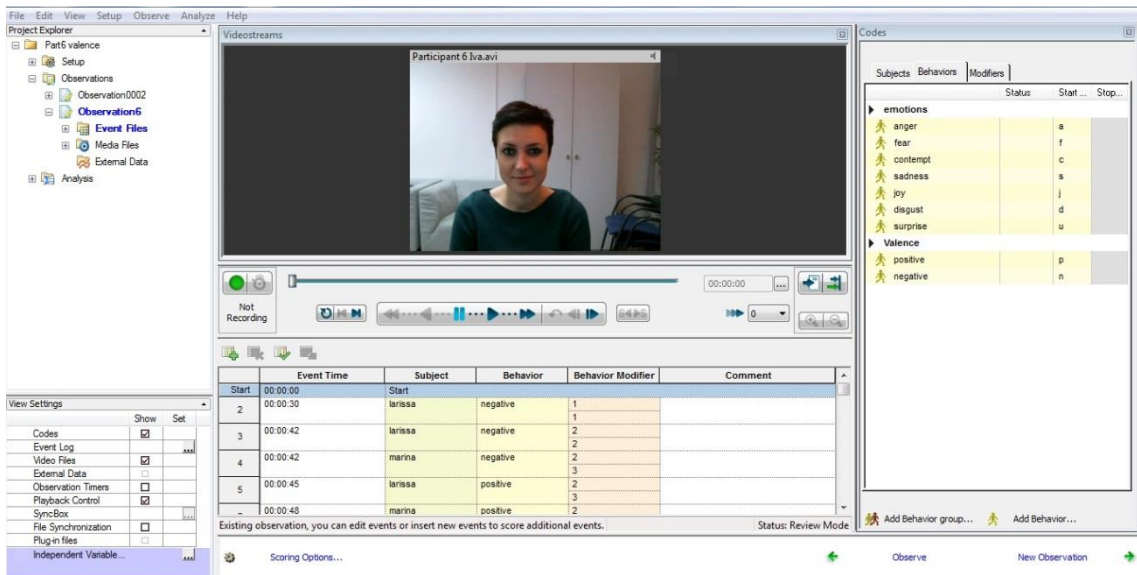 File Edit View Setup Observe Analyze Help
Project Explorer
Part6 valence
Setup
Observations
Observation0002
Observation6
Event Files
Media Files
External Data
Analysis
View Settings
Show Set
Codes
Event Log
Video Files
External Data
Observation Timers
Playback Control
SyncBox
File Synchronization
Plug-in files
Independent Variable...
Videostreams
Participant 6 Iva.avi
Not
Recording
00:00:00 ...
0
Event Time Subject Behavior Behavior Modifier Comment
Start 00:00:00 Start
2 00:00:30 larissa negative 1
1
3 00:00:42 larissa negative 2
2
4 00:00:42 marina negative 2
3
5 00:00:45 larissa positive 2
3
00:00:48 marina positive 2
Existing observation, you can edit events or insert new events to score additional events. Status: Review Mode
Scoring Options... Observe New Observation
Codes
Subjects Behaviors Modifiers
Status Start ... Stop...
emotions
anger a
fear f
contempt c
sadness s
joy j
disgust d
surprise u
Valence
positive p
negative n
Add Behavior group... Add Behavior...